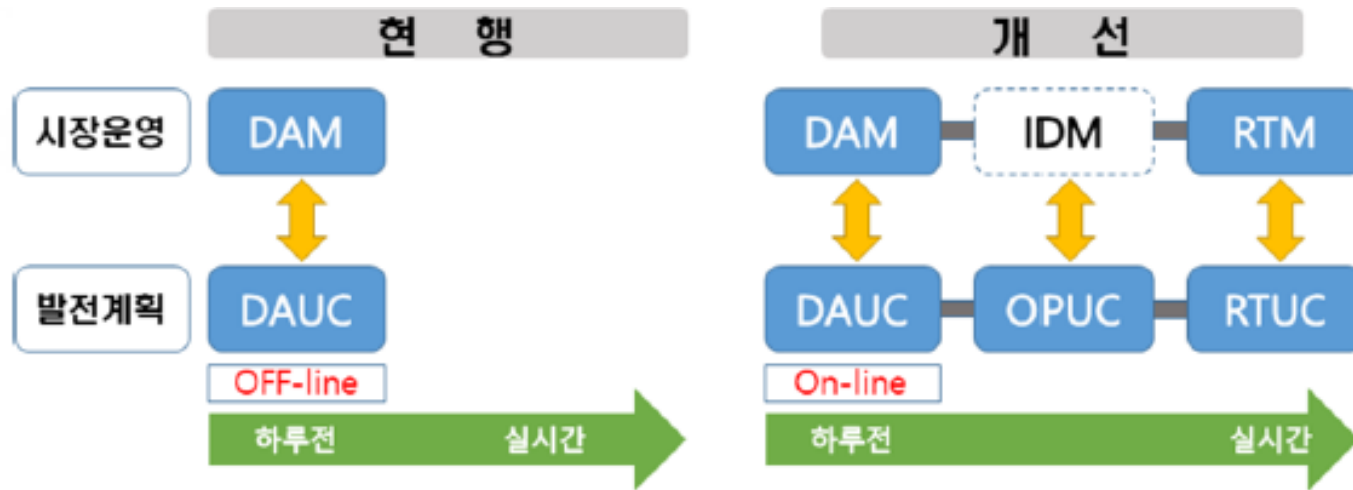 현 행
개 선
시장운영
DAM
DAM
IDM
RTM
발전계획
DAUC
DAUC
OPUC
RTUC
OFF-line
On-line
하루전
실시간
하루전
실시간